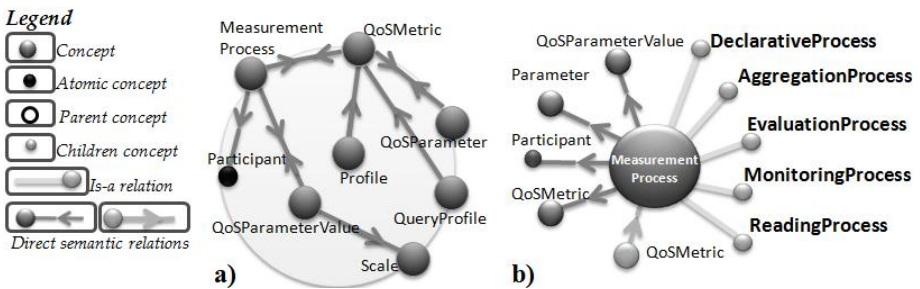 Legend
Concept
Atomic concept
Parent concept
Children concept
Is-a relation
Direct semantic relations
Measurement
Process
QoSMetric
QoSParameter
Participant
Profile
QueryProfile
QoSParameterValue
Scale
a)
QoSParameterValue
Parameter
Participant
QoSMetric
Measurement
Process
DeclarativeProcess
AggregationProcess
EvaluationProcess
MonitoringProcess
ReadingProcess
QoSMetric
b)